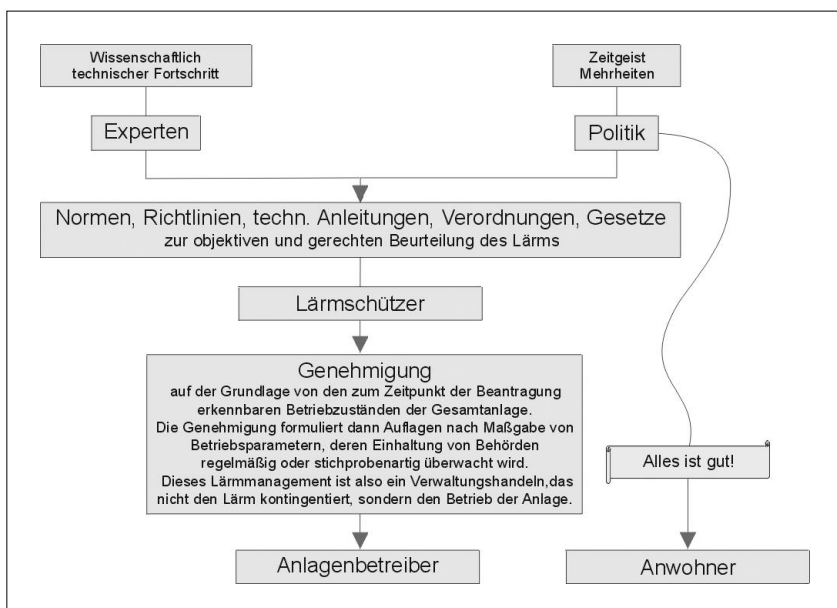 Wissenschaftlich
technischer Fortschritt
Zeitgeist
Mehrheiten
Experten
Politik
Normen, Richtlinien, techn. Anleitungen, Verordnungen, Gesetze
zur objektiven und gerechten Beurteilung des Lärms
Lärmschützer
Genehmigung
auf der Grundlage von den zum Zeitpunkt der Beantragung
erkennbaren Betriebzuständen der Gesamtanlage.
Die Genehmigung formuliert dann Auflagen nach Maßgabe von
Betriebsparametern, deren Einhaltung von Behörden
regelmäßig oder stichprobenartig überwacht wird.
Dieses Lärmmanagement ist also ein Verwaltungshandeln,das
nicht den Lärm kontingentiert, sondern den Betrieb der Anlage.
Alles ist gut!
Anlagenbetreiber
Anwohner